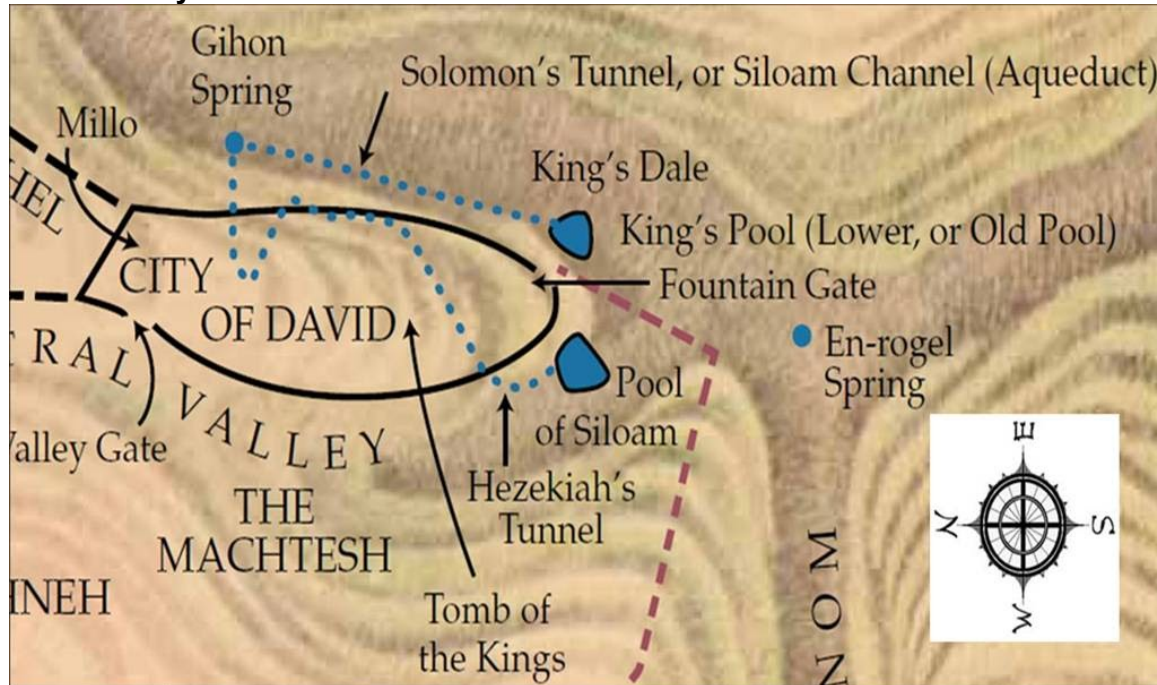 Gihon
Spring
Solomon's Tunnel, or Siloam Channel (Aqueduct)
Millo
King's Dale
HEL
King's Pool (Lower, or Old Pool)
CITY
OF DAVID
Fountain Gate
TRAL VALLEY
En-rogel
Spring
Pool
of Siloam
Valley Gate
Hezekiah's
Tunnel
THE
MACHTESH
HNEH
Tomb of
the Kings
NOM
E
N
S
W